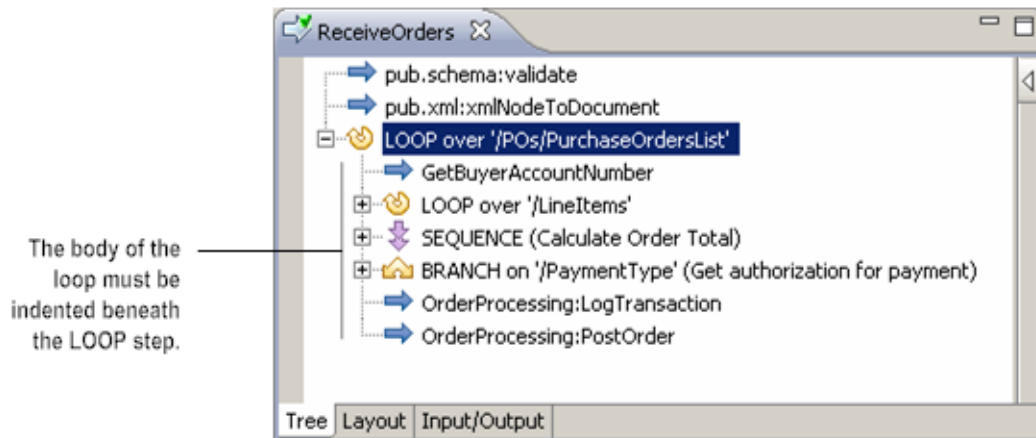 ReceiveOrders
pub.schema:validate
pub.xml:xmlNodeToDocument
LOOP over '/POs/PurchaseOrdersList'
GetBuyerAccountNumber
LOOP over '/LineItems'
SEQUENCE (Calculate Order Total)
BRANCH on '/PaymentType' (Get authorization for payment)
OrderProcessing:LogTransaction
OrderProcessing:PostOrder
The body of the
loop must be
indented beneath
the LOOP step.
Tree Layout Input/Output